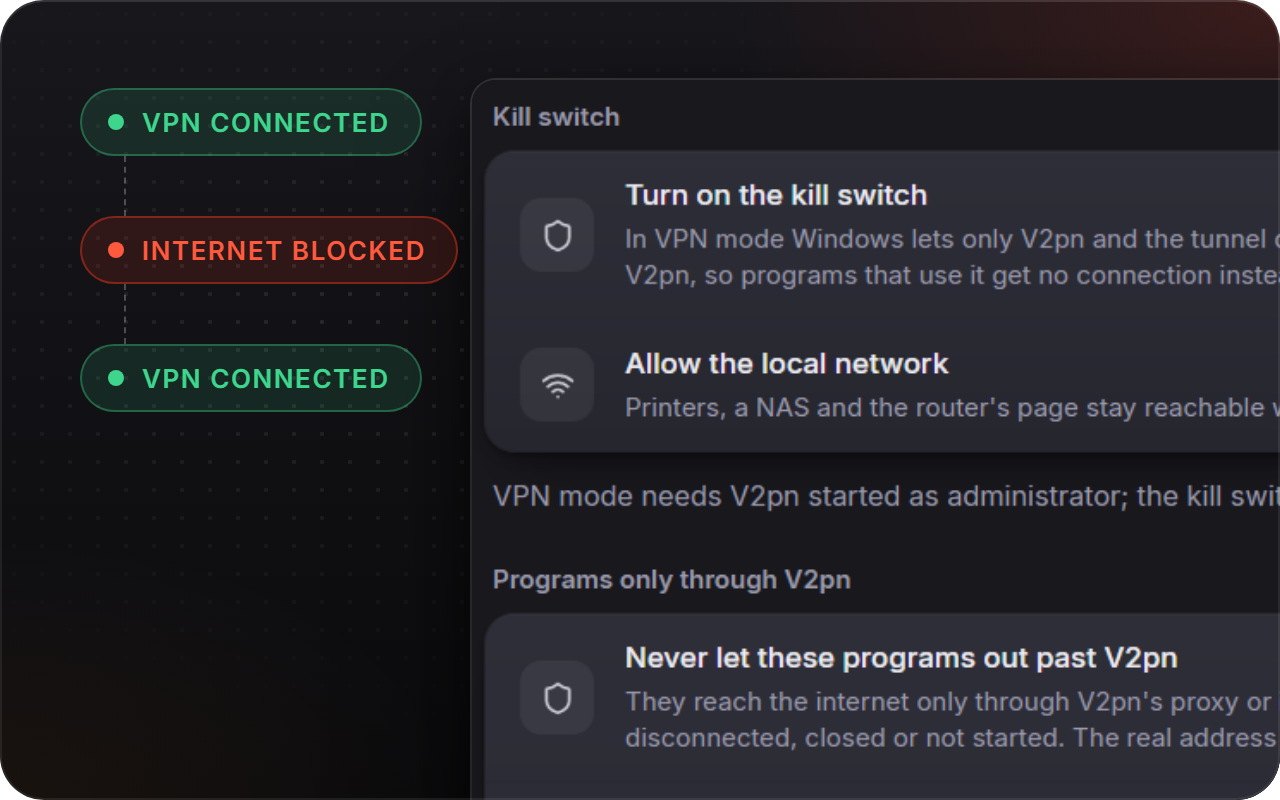 VPN CONNECTED
INTERNET BLOCKED
VPN CONNECTED
Kill switch
Turn on the kill switch
In VPN mode Windows lets only V2pn and the tunnel
V2pn, so programs that use it get no connection
Allow the local network
Printers, a NAS and the router's page stay reachable
VPN mode needs V2pn started as administrator; the kill
Programs only through V2pn
Never let these programs out past V2pn
They reach the internet only through V2pn's proxy or
disconnected, closed or not started. The real address